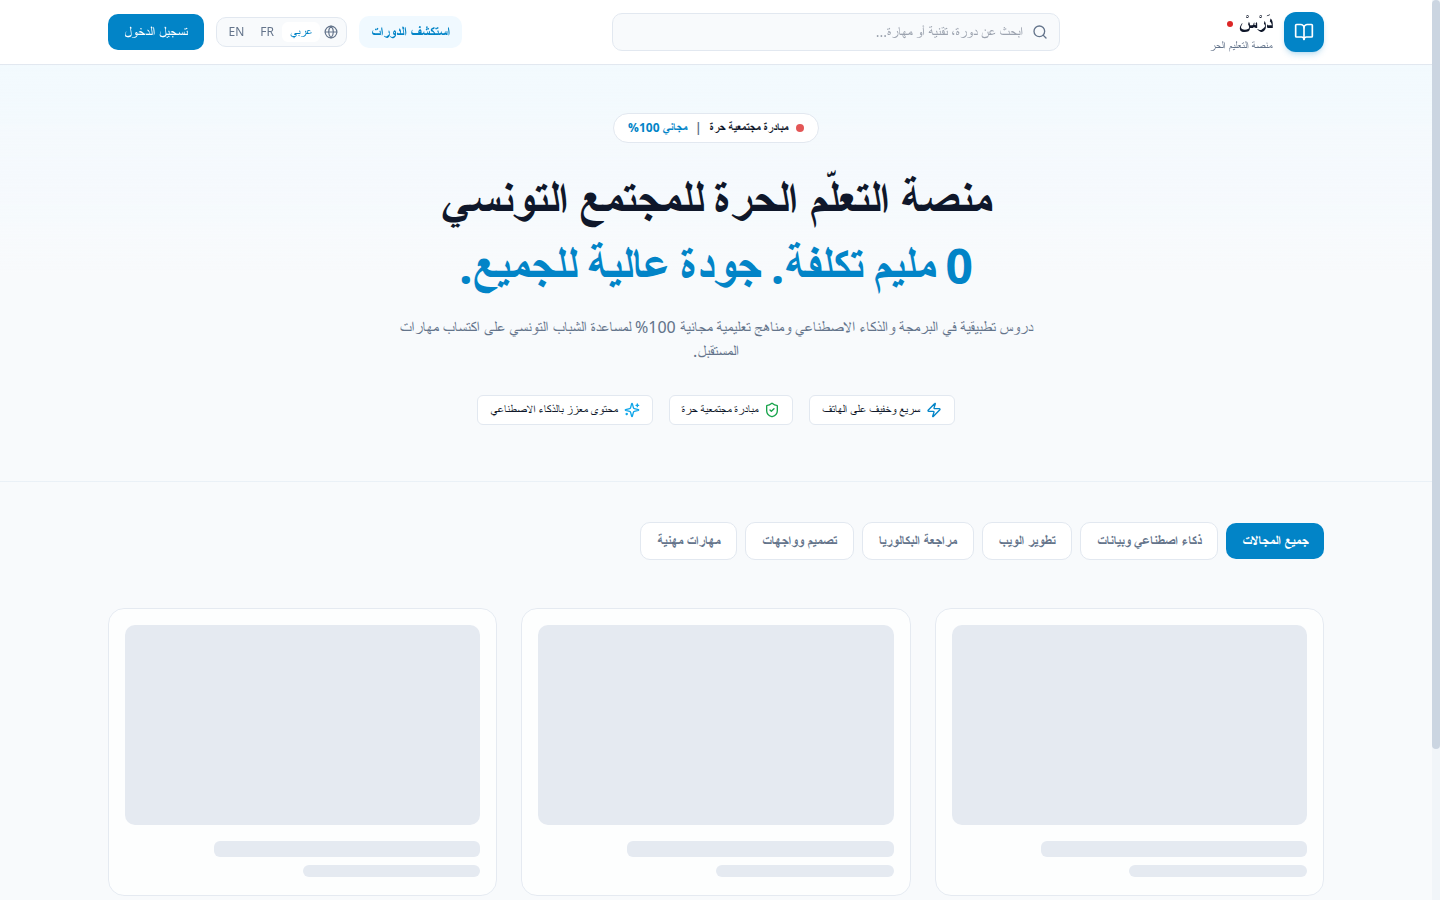 دَرْسْ
منصة التعليم الحر
ابحث عن دورة، تقنية أو مهارة...
استكشف الدورات
عربي FR EN
تسجيل الدخول
مبادرة مجتمعية حرة | مجاني 100%
منصة التعلّم الحرة للمجتمع التونسي
0 مليم تكلفة. جودة عالية للجميع.
دروس تطبيقية في البرمجة والذكاء الاصطناعي ومناهج تعليمية مجانية 100% لمساعدة الشباب التونسي على اكتساب مهارات
المستقبل.
سريع وخفيف على الهاتف
مبادرة مجتمعية حرة
محتوى معزز بالذكاء الاصطناعي
جميع المجالات
ذكاء اصطناعي وبيانات
تطوير الويب
مراجعة البكالوريا
تصميم وواجهات
مهارات مهنية